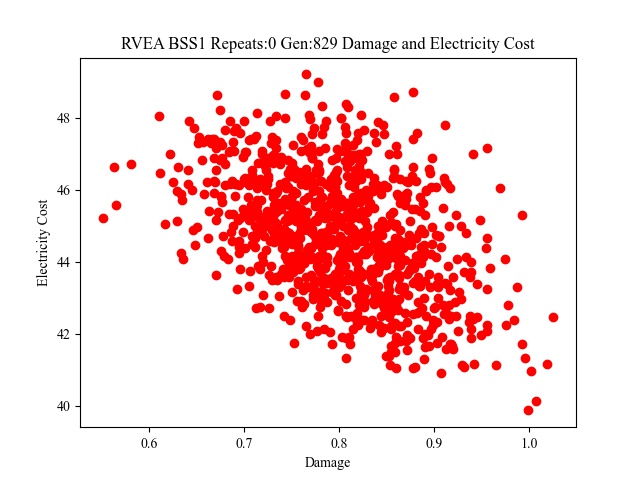 RVEA BSS1 Repeats:0 Gen:829 Damage and Electricity Cost
48
46
44
42
40
Electricity Cost
0.6 0.7 0.8 0.9 1.0
Damage